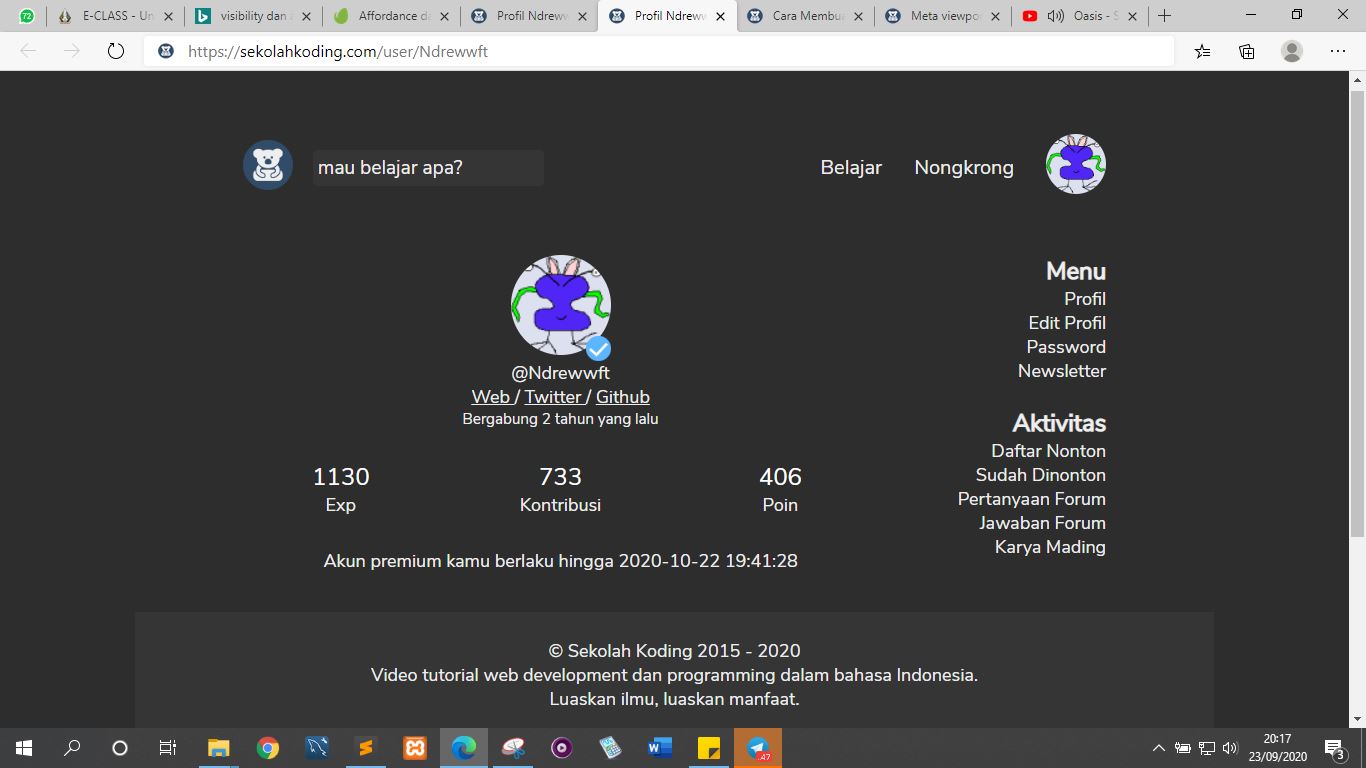 72
E-CLASS - Un
visibility dan
Affordance da
Profil Ndreww
Profil Ndreww
Cara Membua
Meta viewpo
Oasis - S
https://sekolahkoding.com/user/Ndrewwft
mau belajar apa?
Belajar
Nongkrong
@Ndrewwft
Web / Twitter / Github
Bergabung 2 tahun yang lalu
1130
Exp
733
Kontribusi
406
Poin
Akun premium kamu berlaku hingga 2020-10-22 19:41:28
Menu
Profil
Edit Profil
Password
Newsletter
Aktivitas
Daftar Nonton
Sudah Dinonton
Pertanyaan Forum
Jawaban Forum
Karya Mading
© Sekolah Koding 2015 - 2020
Video tutorial web development dan programming dalam bahasa Indonesia.
Luaskan ilmu, luaskan manfaat.
.47
20:17
23/09/2020
3